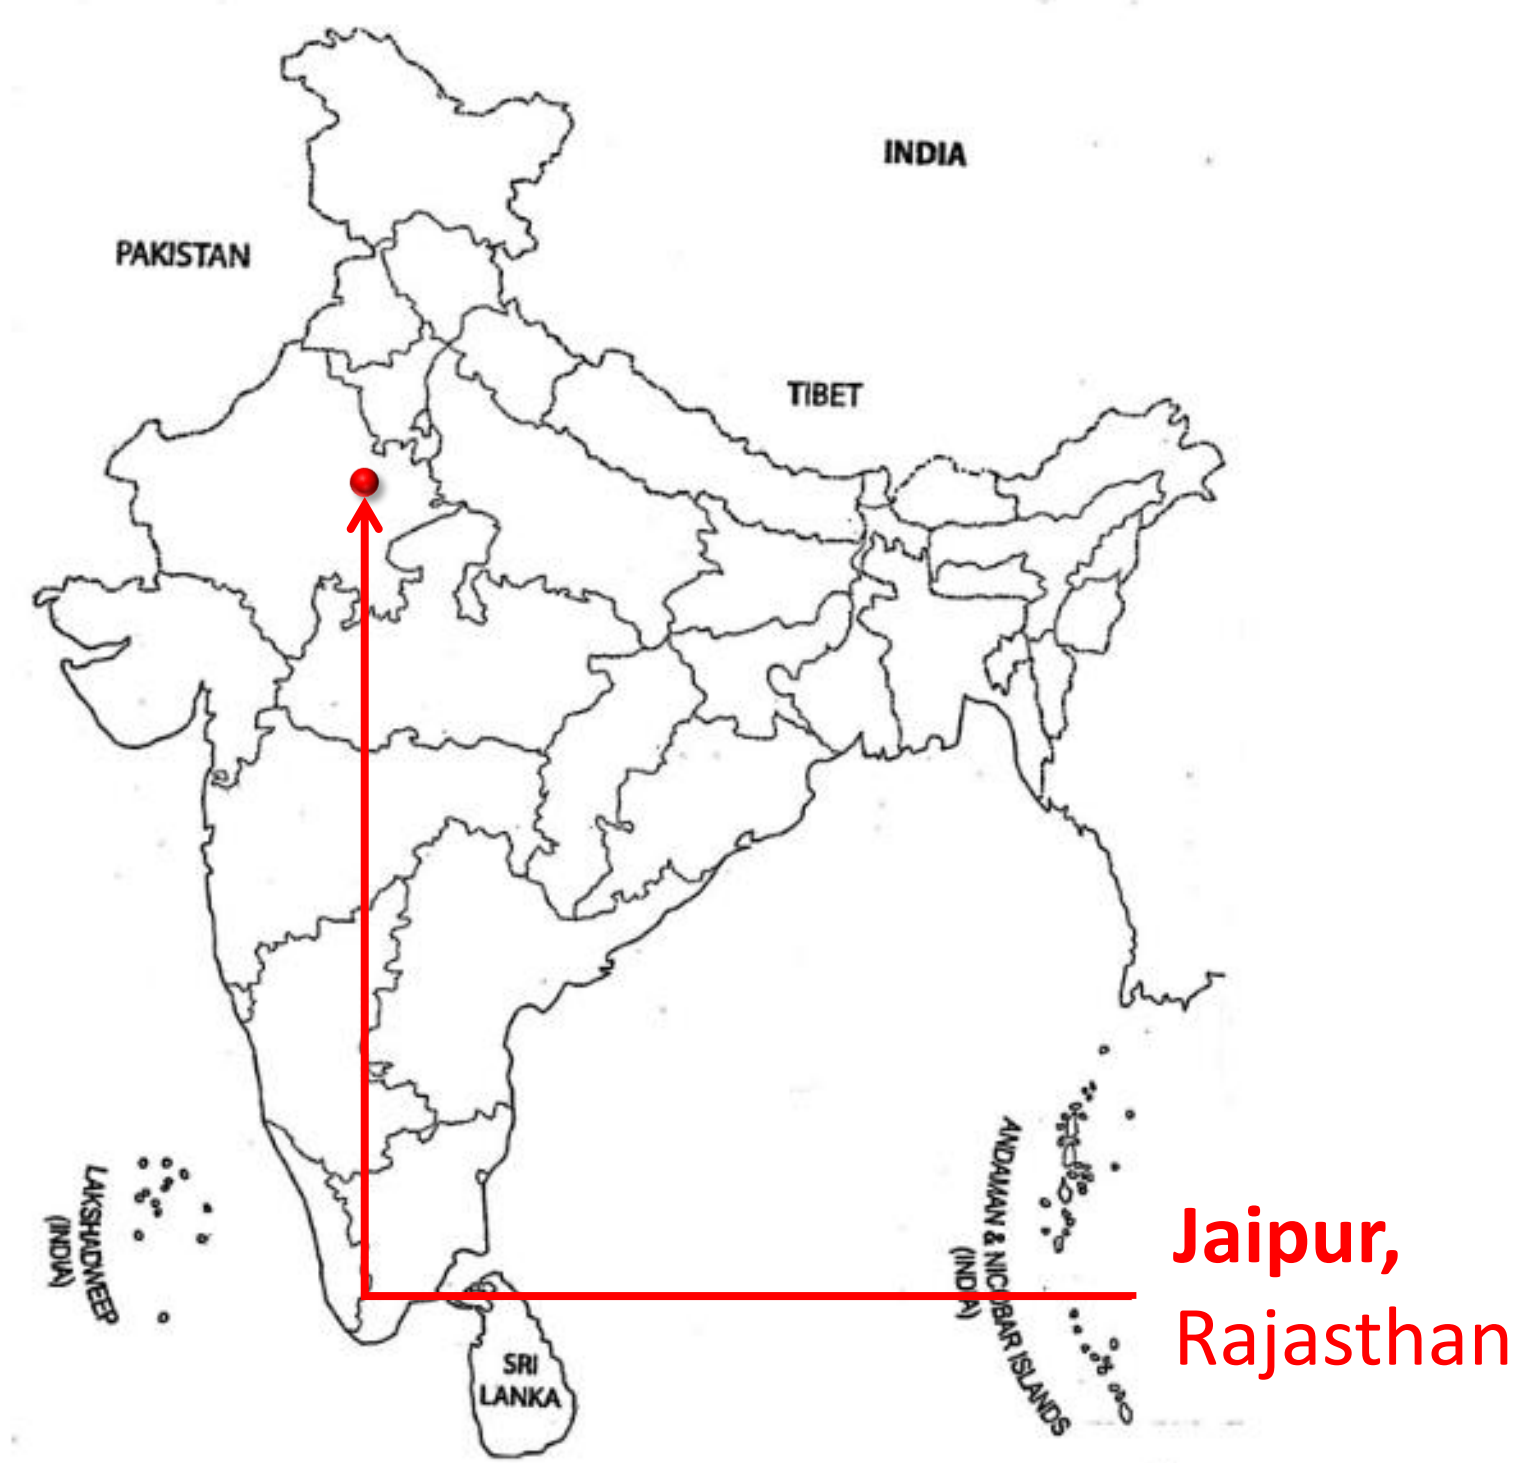 INDIA
PAKISTAN
TIBET
LAKSHADWEEP
(INDIA)
ANDAMAN & NICOBAR ISLANDS
(INDIA)
Jaipur,
Rajasthan
SRI
LANKA